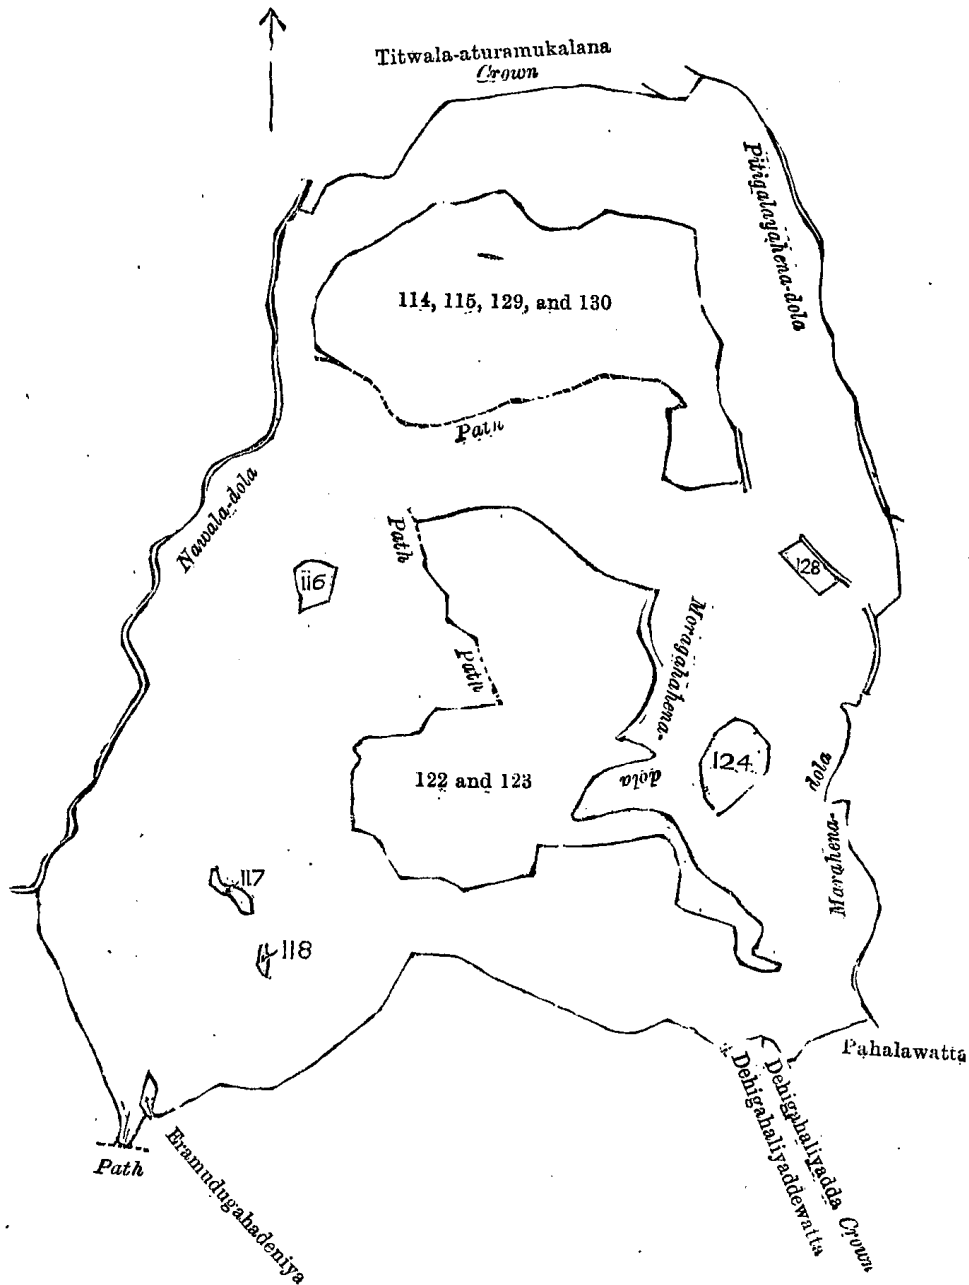 Titwala-aturamukalana
Crown
Pitigalayahena-dola
114, 115, 129, and 130
Path
Nawala-dola
Path
116
128
Path
Moragahahena-
dola
124
122 and 123
dola
Marahena-
117
118
Pahalawatta
Dehigahaliyadda Crown
Dehigahaliyaddewatta
Path
Eramudugahadeniya